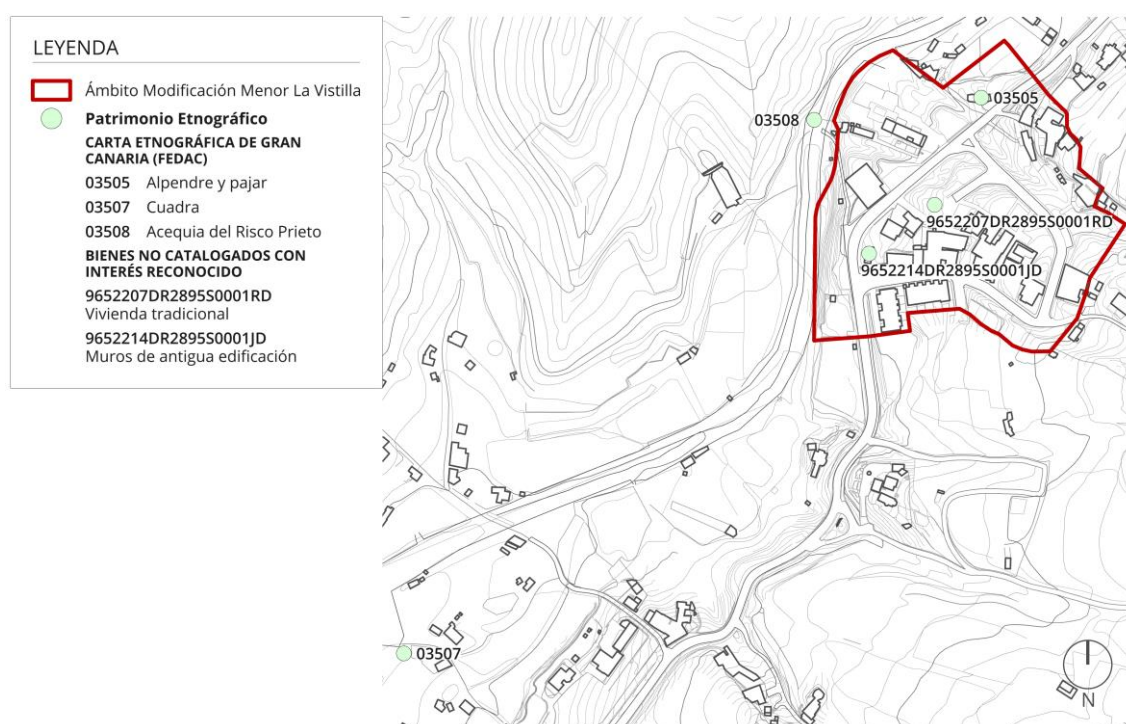 LEYENDA
Ámbito Modificación Menor La Vistilla
Patrimonio Etnográfico
CARTA ETNOGRÁFICA DE GRAN
CANARIA (FEDAC)
03505 Alpendre y pajar
03507 Cuadra
03508 Acequia del Risco Prieto
BIENES NO CATALOGADOS CON
INTERÉS RECONOCIDO
9652207DR2895S0001RD
Vivienda tradicional
9652214DR2895S0001JD
Muros de antigua edificación
03505
03508
9652207DR2895S0001RD
9652214DR2895S0001JD
03507
N